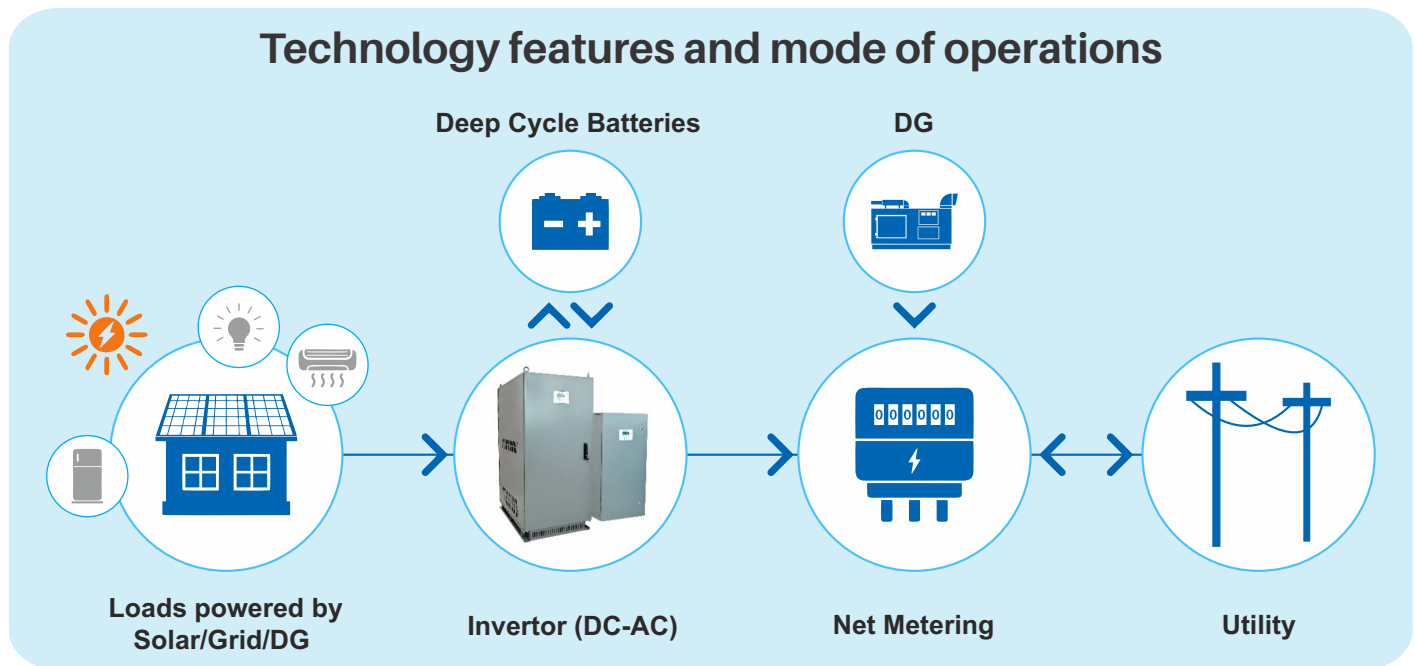 Technology features and mode of operations
Deep Cycle Batteries
DG
000000
Loads powered by
Solar/Grid/DG
Invertor (DC-AC)
Net Metering
Utility